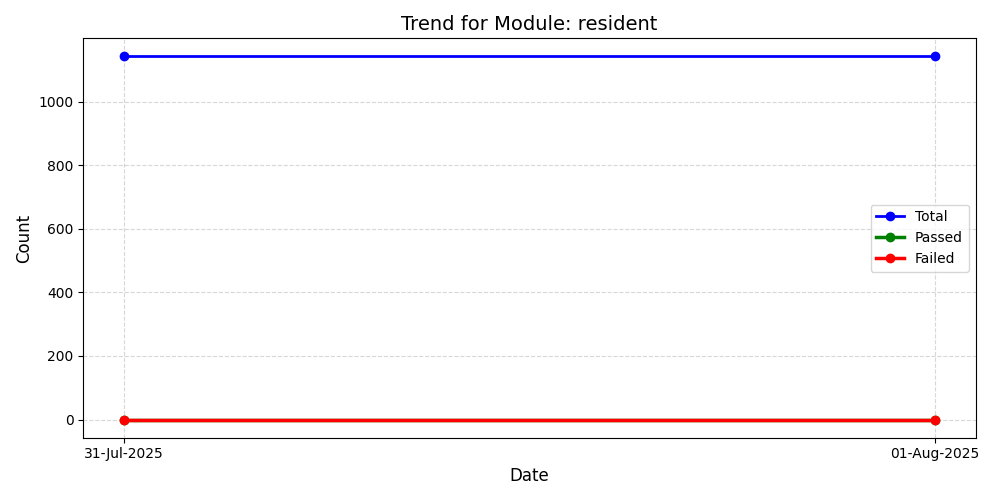 Trend for Module: resident
Count
1000
800
600
400
200
0
Total
Passed
Failed
31-Jul-2025
01-Aug-2025
Date